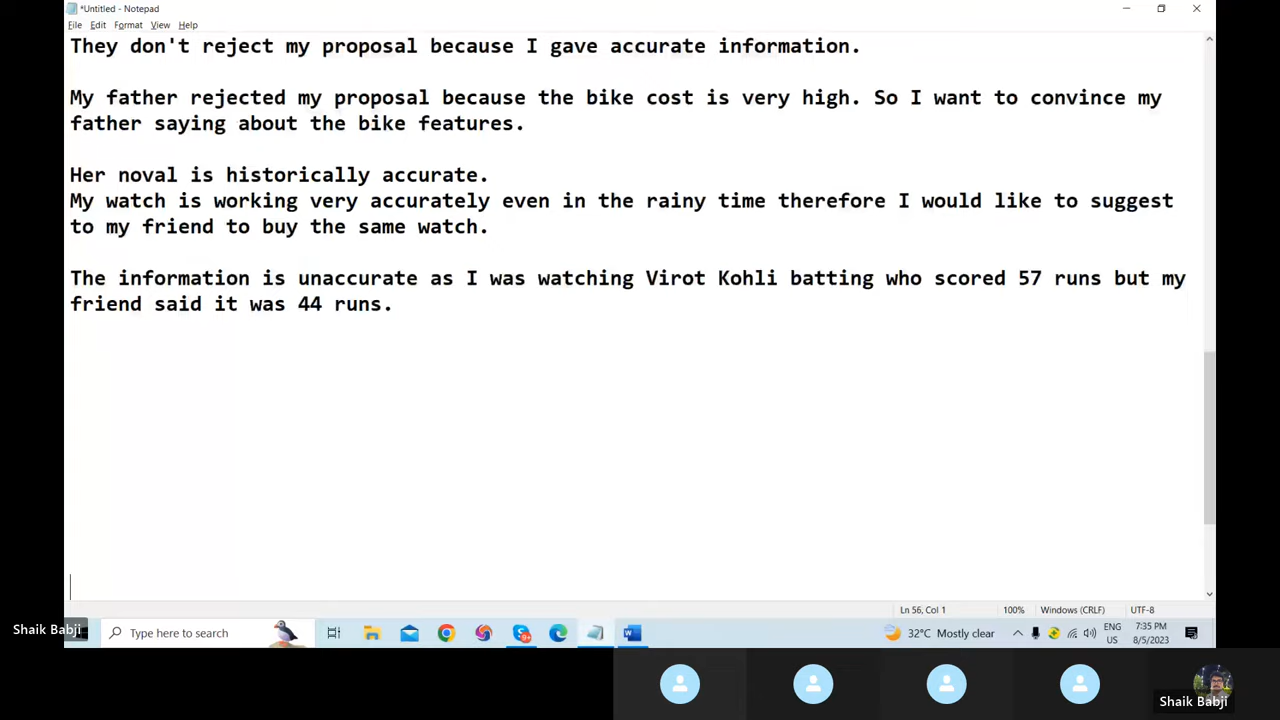 *Untitled - Notepad
File Edit Format View Help
They don't reject my proposal because I gave accurate information.
My father rejected my proposal because the bike cost is very high. So I want to convince my
father saying about the bike features.
Her noval is historically accurate.
My watch is working very accurately even in the rainy time therefore I would like to suggest
to my friend to buy the same watch.
The information is unaccurate as I was watching Virot Kohli batting who scored 57 runs but my
friend said it was 44 runs.
Ln 56, Col 1 100% Windows (CRLF) UTF-8
Shaik Babji
Type here to search
32°C Mostly clear
ENG
US
7:35 PM
8/5/2023
Shaik Babji